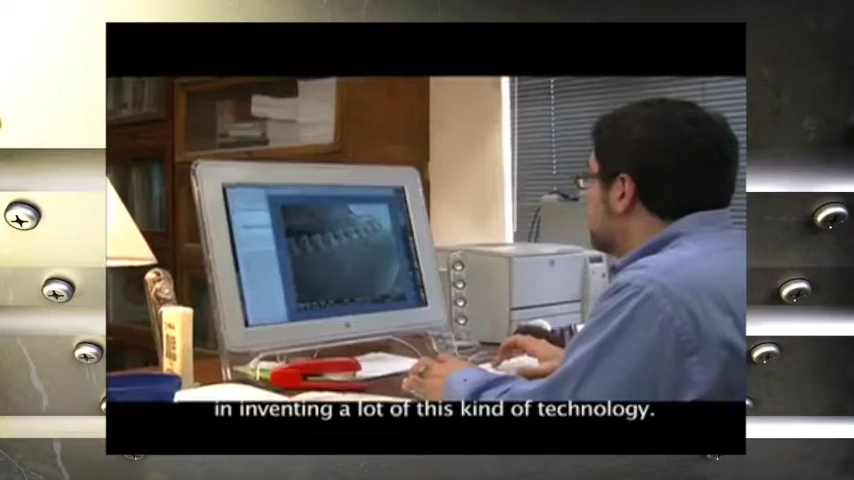 in inventing a lot of this kind of technology.